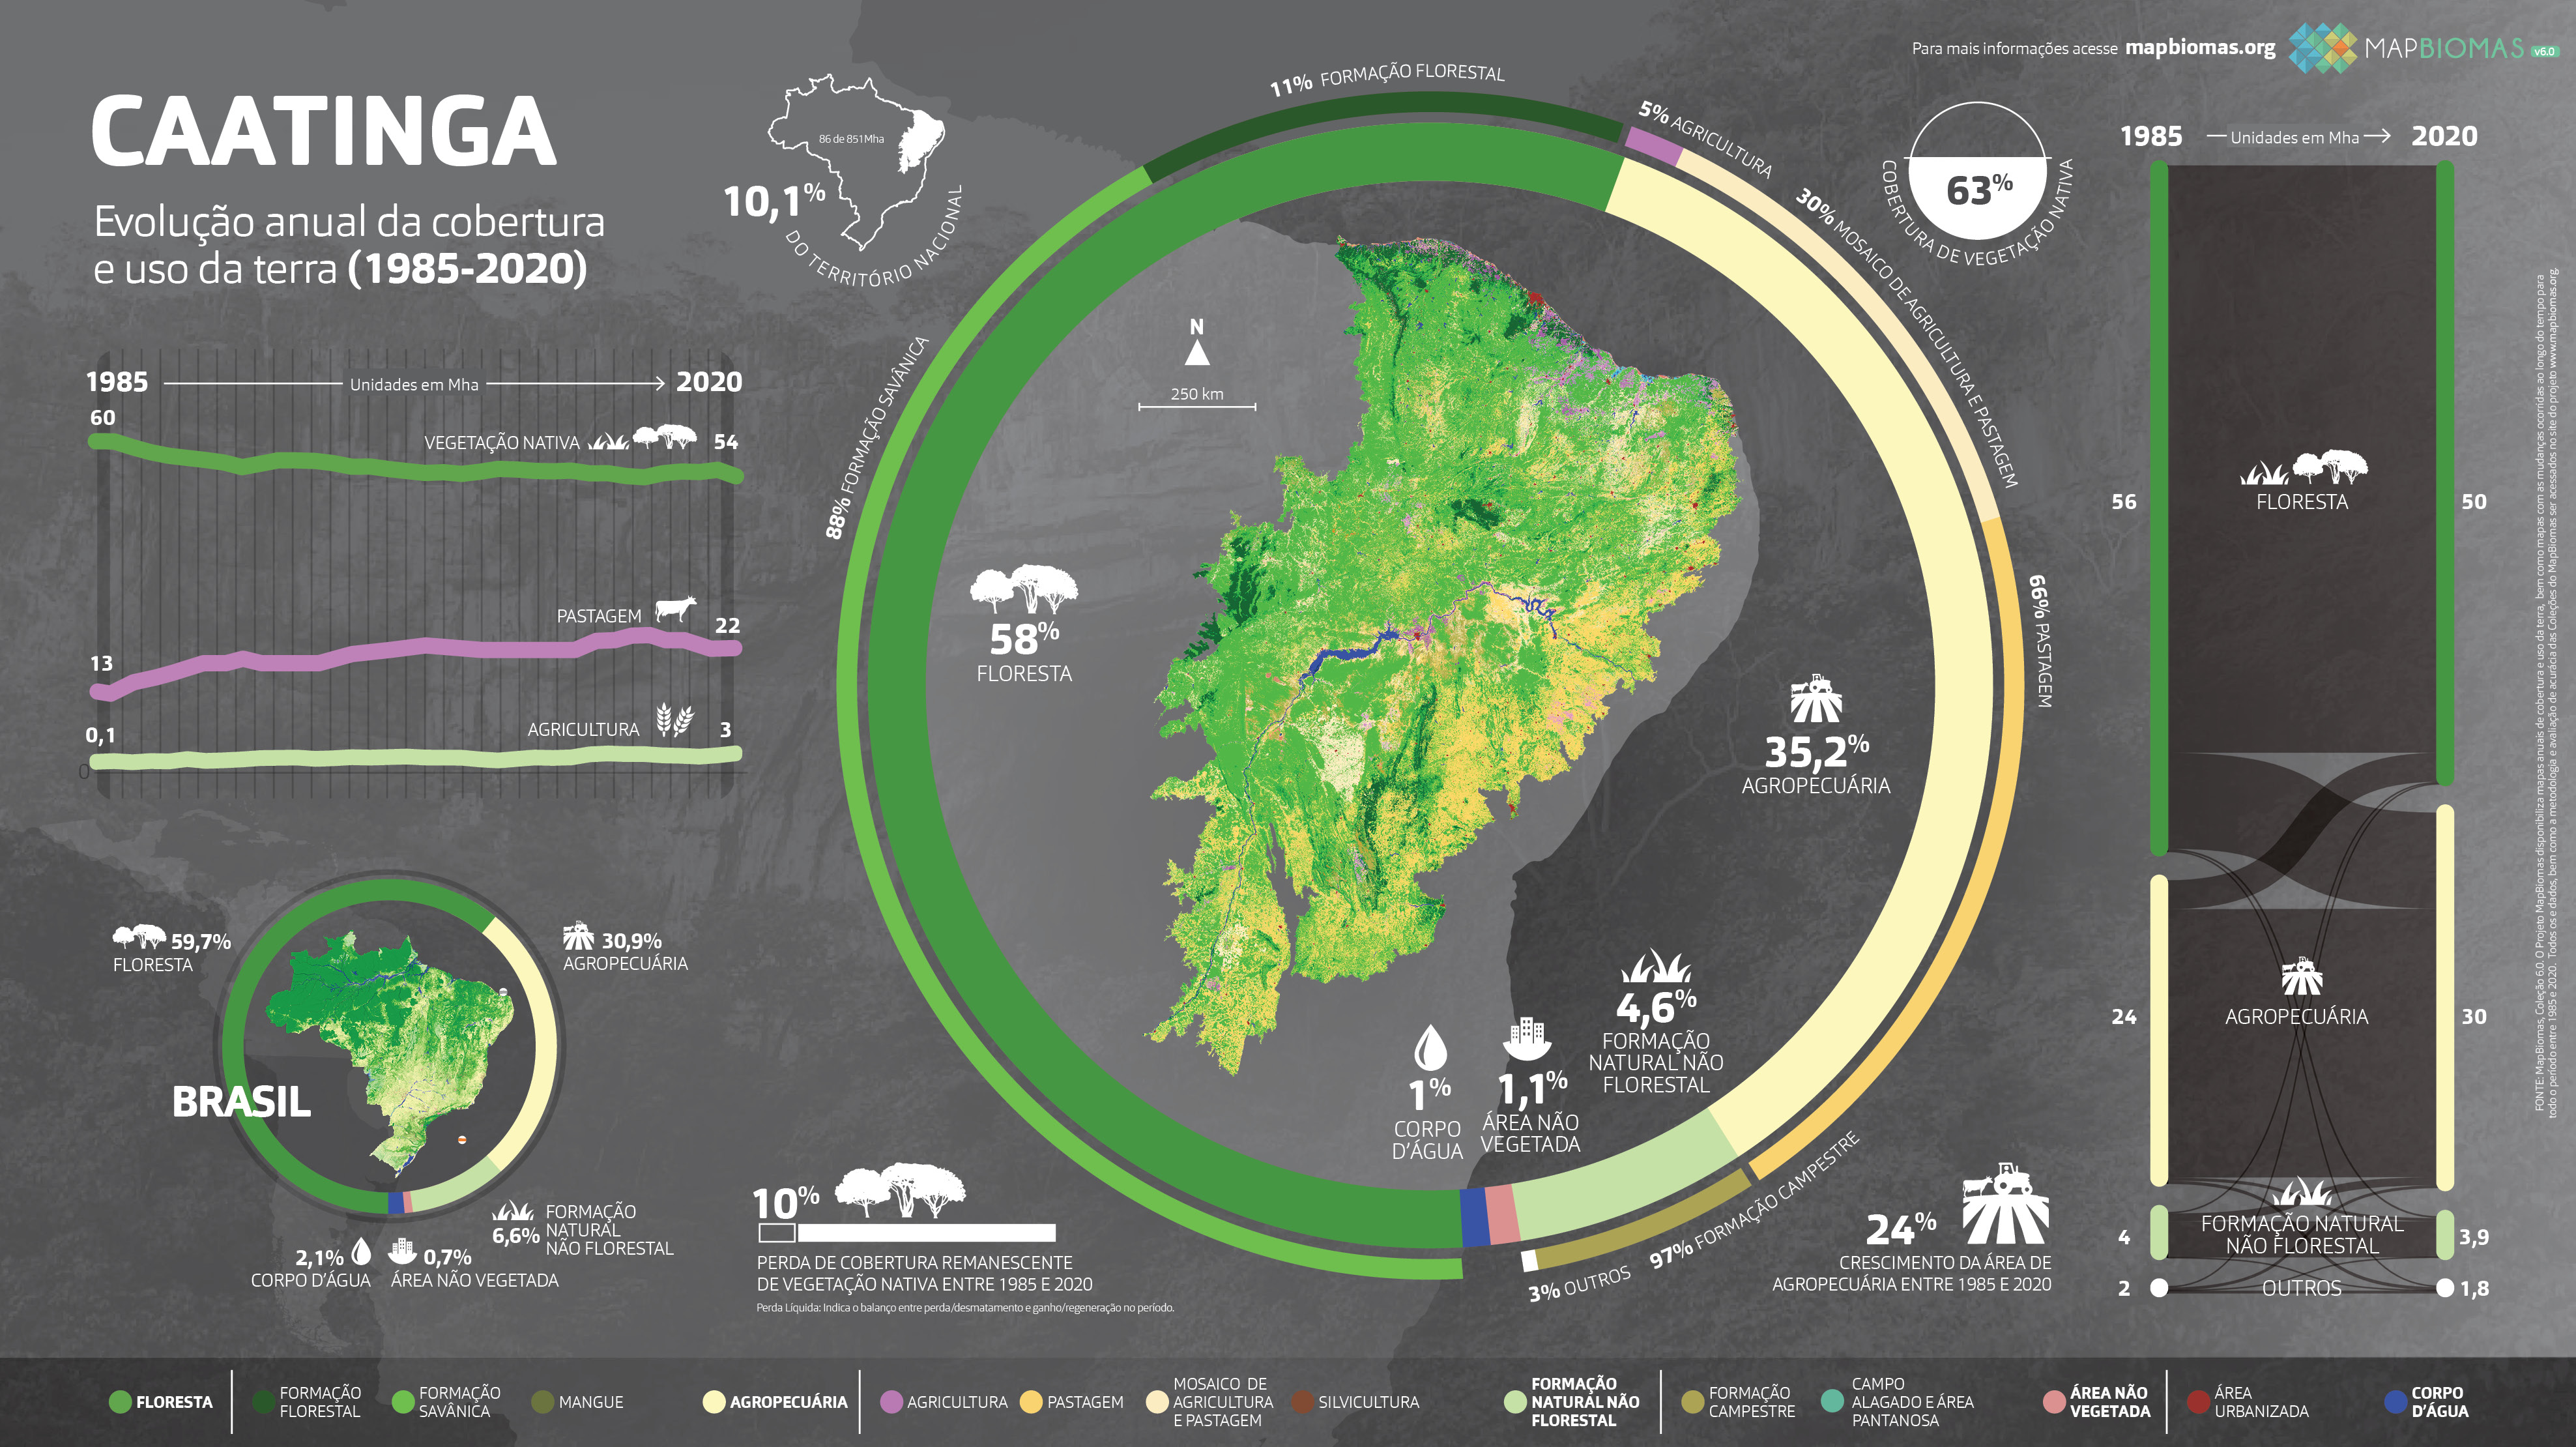 Para mais informações acesse mapbiomas.org
MAPBIOMAS v6.0
CAATINGA
Evolução anual da cobertura
e uso da terra (1985-2020)
86 de 851 Mha
10,1%
DO TERRITÓRIO NACIONAL
1985
Unidades em Mha
2020
60
VEGETAÇÃO NATIVA
54
PASTAGEM
22
13
AGRICULTURA
3
0,1
0
11% FORMAÇÃO FLORESTAL
5% AGRICULTURA
30% MOSAICO DE AGRICULTURA E PASTAGEM
66% PASTAGEM
88% FORMAÇÃO SAVÂNICA
97% FORMAÇÃO CAMPESTRE
3% OUTROS
63%
COBERTURA DE VEGETAÇÃO NATIVA
N
250 km
58%
FLORESTA
35,2%
AGROPECUÁRIA
4,6%
FORMAÇÃO
NATURAL NÃO
FLORESTAL
1,1%
ÁREA NÃO
VEGETADA
1%
CORPO
D'ÁGUA
1985
Unidades em Mha
2020
56
FLORESTA
50
24
AGROPECUÁRIA
30
4
FORMAÇÃO NATURAL
NÃO FLORESTAL
3,9
2
OUTROS
1,8
59,7%
FLORESTA
30,9%
AGROPECUÁRIA
BRASIL
6,6%
FORMAÇÃO
NATURAL
NÃO FLORESTAL
2,1%
CORPO D'ÁGUA
0,7%
ÁREA NÃO VEGETADA
10%
PERDA DE COBERTURA REMANESCENTE
DE VEGETAÇÃO NATIVA ENTRE 1985 E 2020
Perda Líquida: Indica o balanço entre perda/desmatamento e ganho/regeneração no período.
24%
CRESCIMENTO DA ÁREA DE
AGROPECUÁRIA ENTRE 1985 E 2020
FONTE: MapBiomas, Coleção 6.0. O Projeto MapBiomas disponibiliza mapas anuais de cobertura e uso da terra, bem como mapas com as mudanças ocorridas ao longo do tempo para
todo o período entre 1985 e 2020. Todos os dados, bem como a metodologia e avaliação de acurácia das Coleções do MapBiomas ser acessados no site do projeto www.mapbiomas.org.
FLORESTA
FORMAÇÃO
FLORESTAL
FORMAÇÃO
SAVÂNICA
MANGUE
AGROPECUÁRIA
AGRICULTURA
PASTAGEM
MOSAICO DE
AGRICULTURA
E PASTAGEM
SILVICULTURA
FORMAÇÃO
NATURAL NÃO
FLORESTAL
FORMAÇÃO
CAMPESTRE
CAMPO
ALAGADO E ÁREA
PANTANOSA
ÁREA NÃO
VEGETADA
ÁREA
URBANIZADA
CORPO
D'ÁGUA